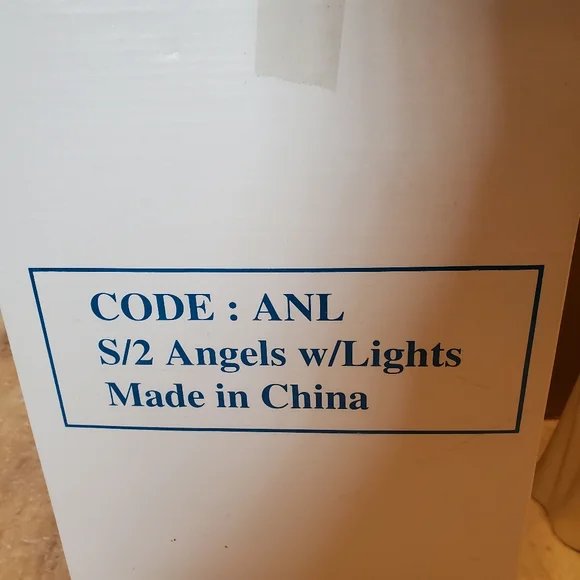 CODE : ANL
S/2 Angels w/Lights
Made in China